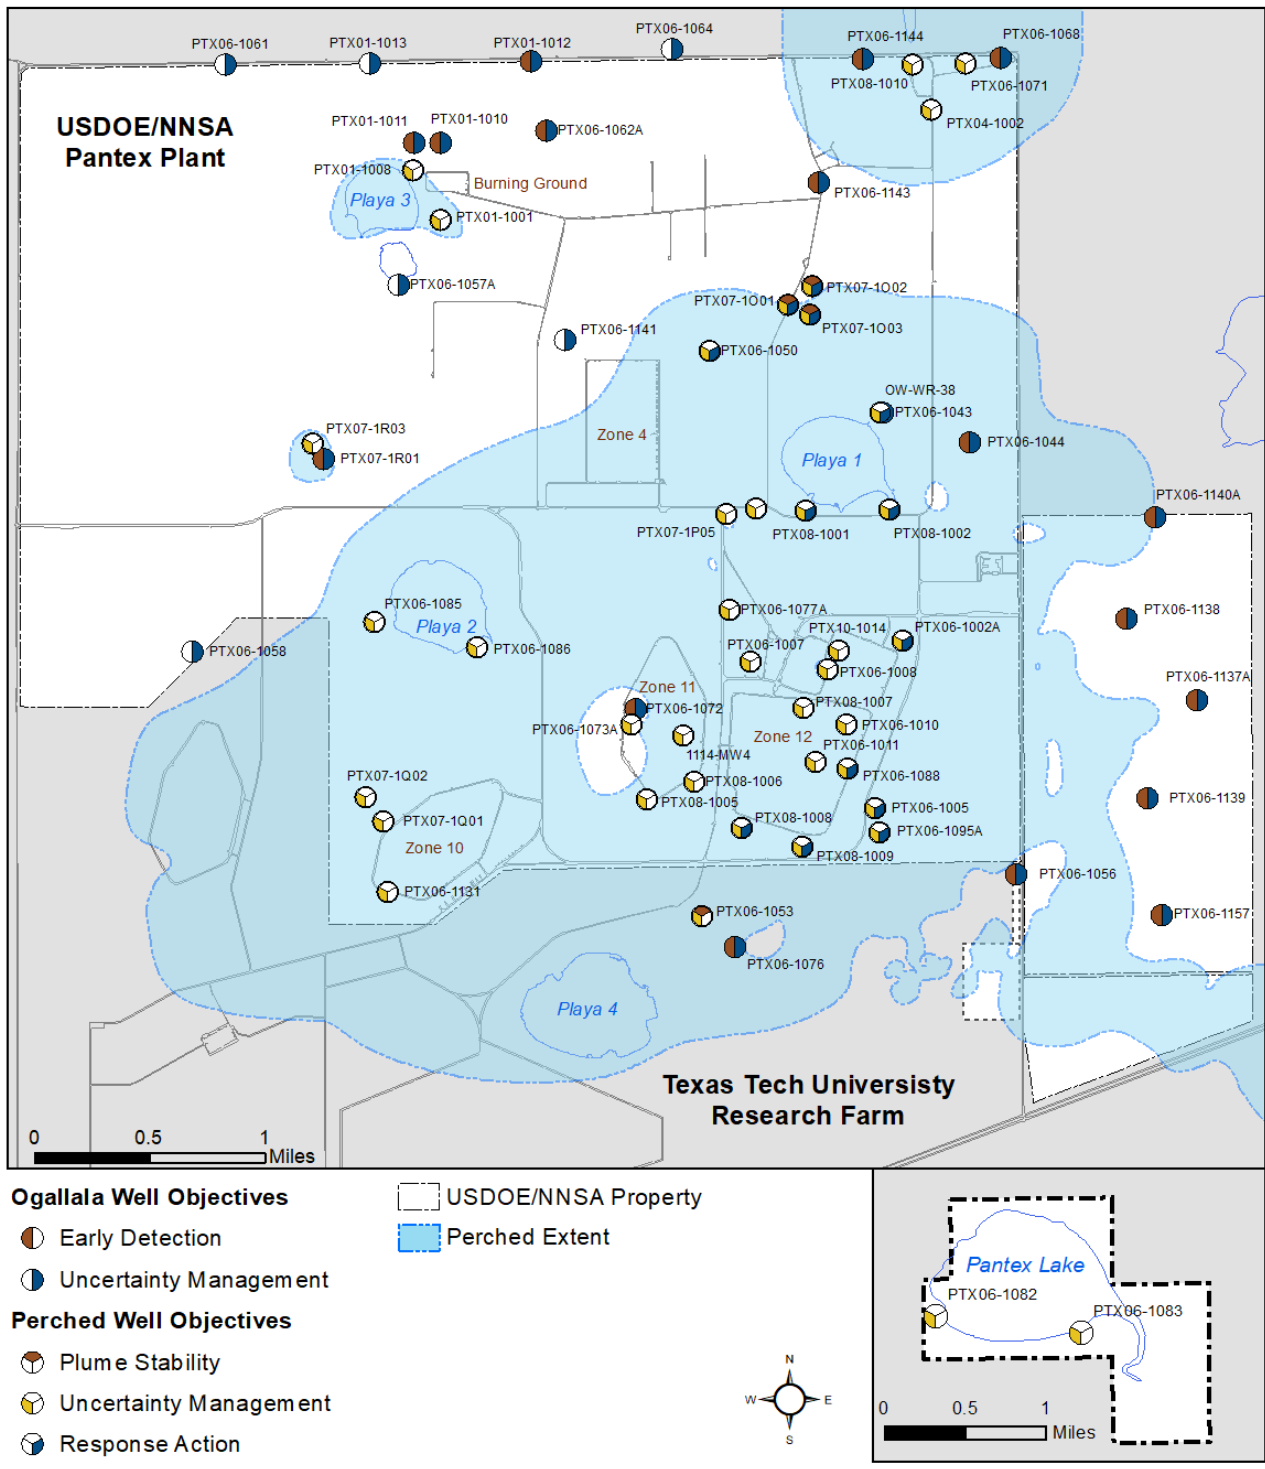 PTX06-1061
PTX01-1013
PTX01-1012
PTX06-1064
PTX06-1144
PTX06-1068
PTX08-1010
PTX06-1071
PTX04-1002
USDOE/NNSA
Pantex Plant
PTX01-1011
PTX01-1010
PTX06-1062A
PTX01-1008
Burning Ground
Playa 3
PTX01-1001
PTX06-1143
PTX06-1057A
PTX07-1O02
PTX07-1O01
PTX07-1O03
PTX06-1141
PTX06-1050
OW-WR-38
PTX06-1043
PTX07-1R03
Zone 4
PTX06-1044
PTX07-1R01
Playa 1
PTX06-1140A
PTX07-1P05
PTX08-1001
PTX08-1002
PTX06-1085
PTX06-1077A
PTX06-1138
Playa 2
PTX10-1014
PTX06-1002A
PTX06-1058
PTX06-1086
PTX06-1007
PTX06-1008
PTX06-1137A
Zone 11
PTX06-1072
PTX08-1007
PTX06-1073A
PTX06-1010
Zone 12
PTX06-1011
1114-MW4
PTX07-1Q02
PTX08-1006
PTX06-1088
PTX08-1005
PTX06-1139
PTX06-1005
PTX07-1Q01
PTX08-1008
PTX06-1095A
Zone 10
PTX08-1009
PTX06-1056
PTX06-1131
PTX06-1053
PTX06-1157
PTX06-1076
Playa 4
Texas Tech Universisty
Research Farm
0 0.5 1
Miles
Ogallala Well Objectives
Early Detection
Uncertainty Management
Perched Well Objectives
Plume Stability
Uncertainty Management
Response Action
USDOE/NNSA Property
Perched Extent
N
W E
S
Pantex Lake
PTX06-1082
PTX06-1083
0 0.5 1
Miles